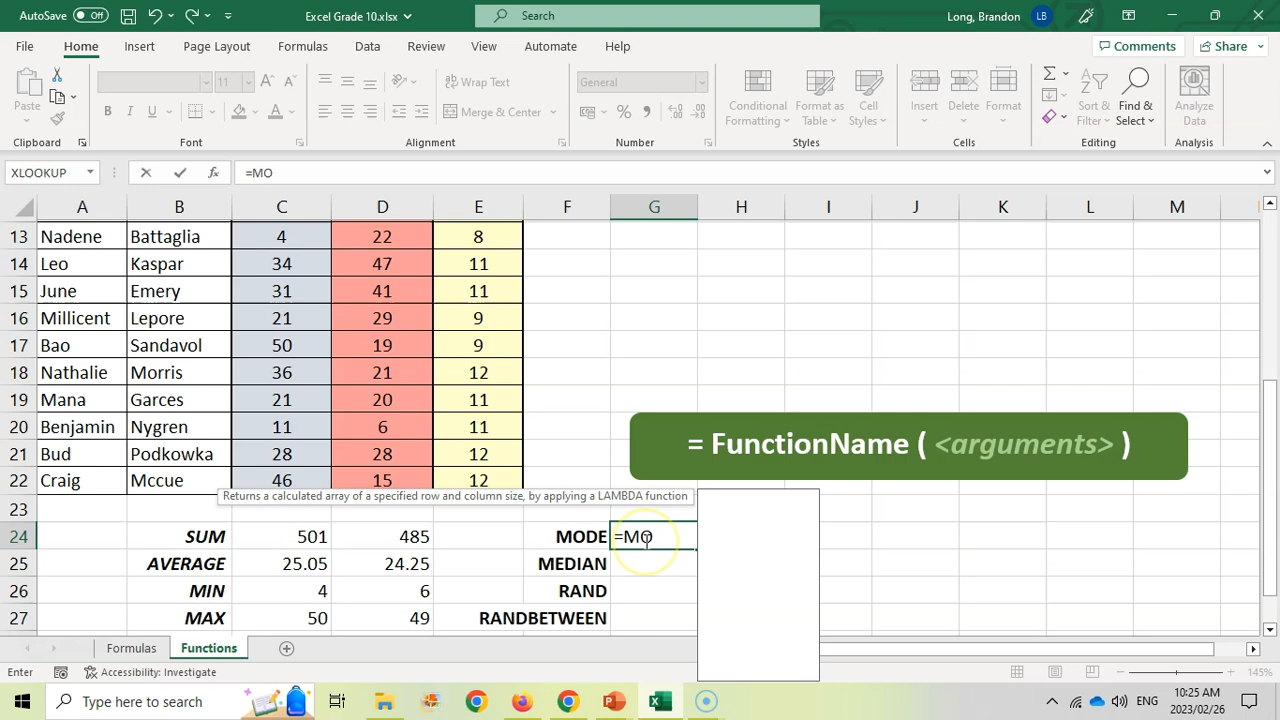 AutoSave Off Excel Grade 10.xlsx Search Long, Brandon LB
File Home Insert Page Layout Formulas Data Review View Automate Help Comments Share
11 A A Wrap Text General
Paste B I U A Merge & Center % Conditional Formatting Format as Table Cell Styles Insert Delete Format Sort & Filter Find & Select Analyze Data
Clipboard Font Alignment Number Styles Cells Editing Analysis
XLOOKUP fx =MO
A B C D E F G H I J K L M
13 Nadene Battaglia 4 22 8
14 Leo Kaspar 34 47 11
15 June Emery 31 41 11
16 Millicent Lepore 21 29 9
17 Bao Sandavol 50 19 9
18 Nathalie Morris 36 21 12
19 Mana Garces 21 20 11
20 Benjamin Nygren 11 6 11
21 Bud Podkowka 28 28 12
= FunctionName ( <arguments> )
22 Craig Mccue 46 15 12
Returns a calculated array of a specified row and column size, by applying a LAMBDA function
23
24 SUM 501 485 MODE =MO
25 AVERAGE 25.05 24.25 MEDIAN
26 MIN 4 6 RAND
27 MAX 50 49 RANDBETWEEN
Formulas Functions
Enter Accessibility: Investigate 145%
Type here to search 10:25 AM
2023/02/26